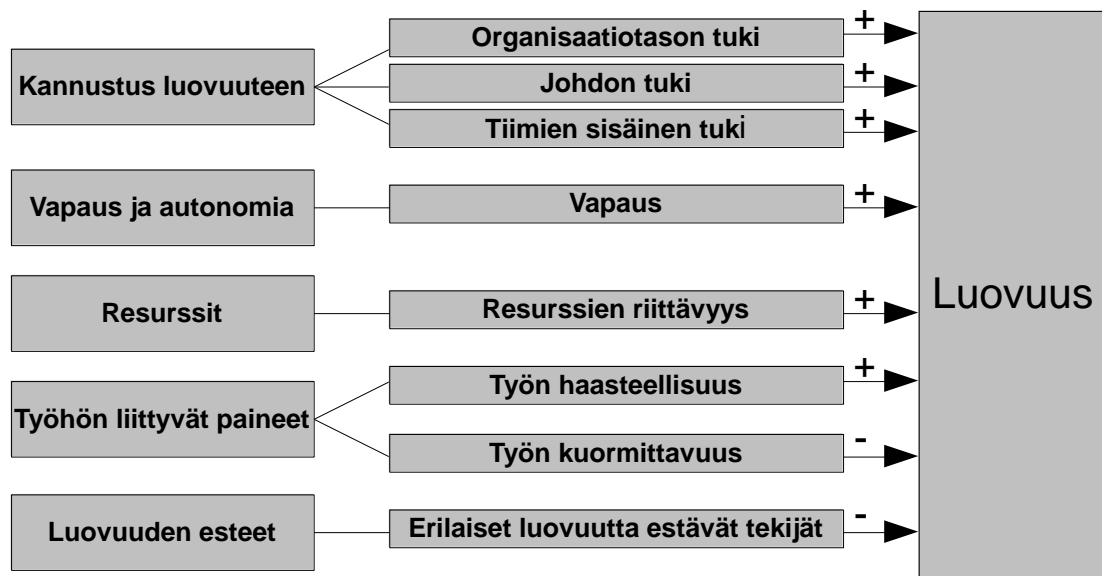 Organisaatiotason tuki
+
Kannustus luovuuteen
Johdon tuki
+
Tiimien sisäinen tuki
+
Vapaus ja autonomia
Vapaus
+
Resurssit
Resurssien riittävyys
+
Luovuus
Työhön liittyvät paineet
Työn haasteellisuus
+
Työn kuormittavuus
-
Luovuuden esteet
Erilaiset luovuutta estävät tekijät
-